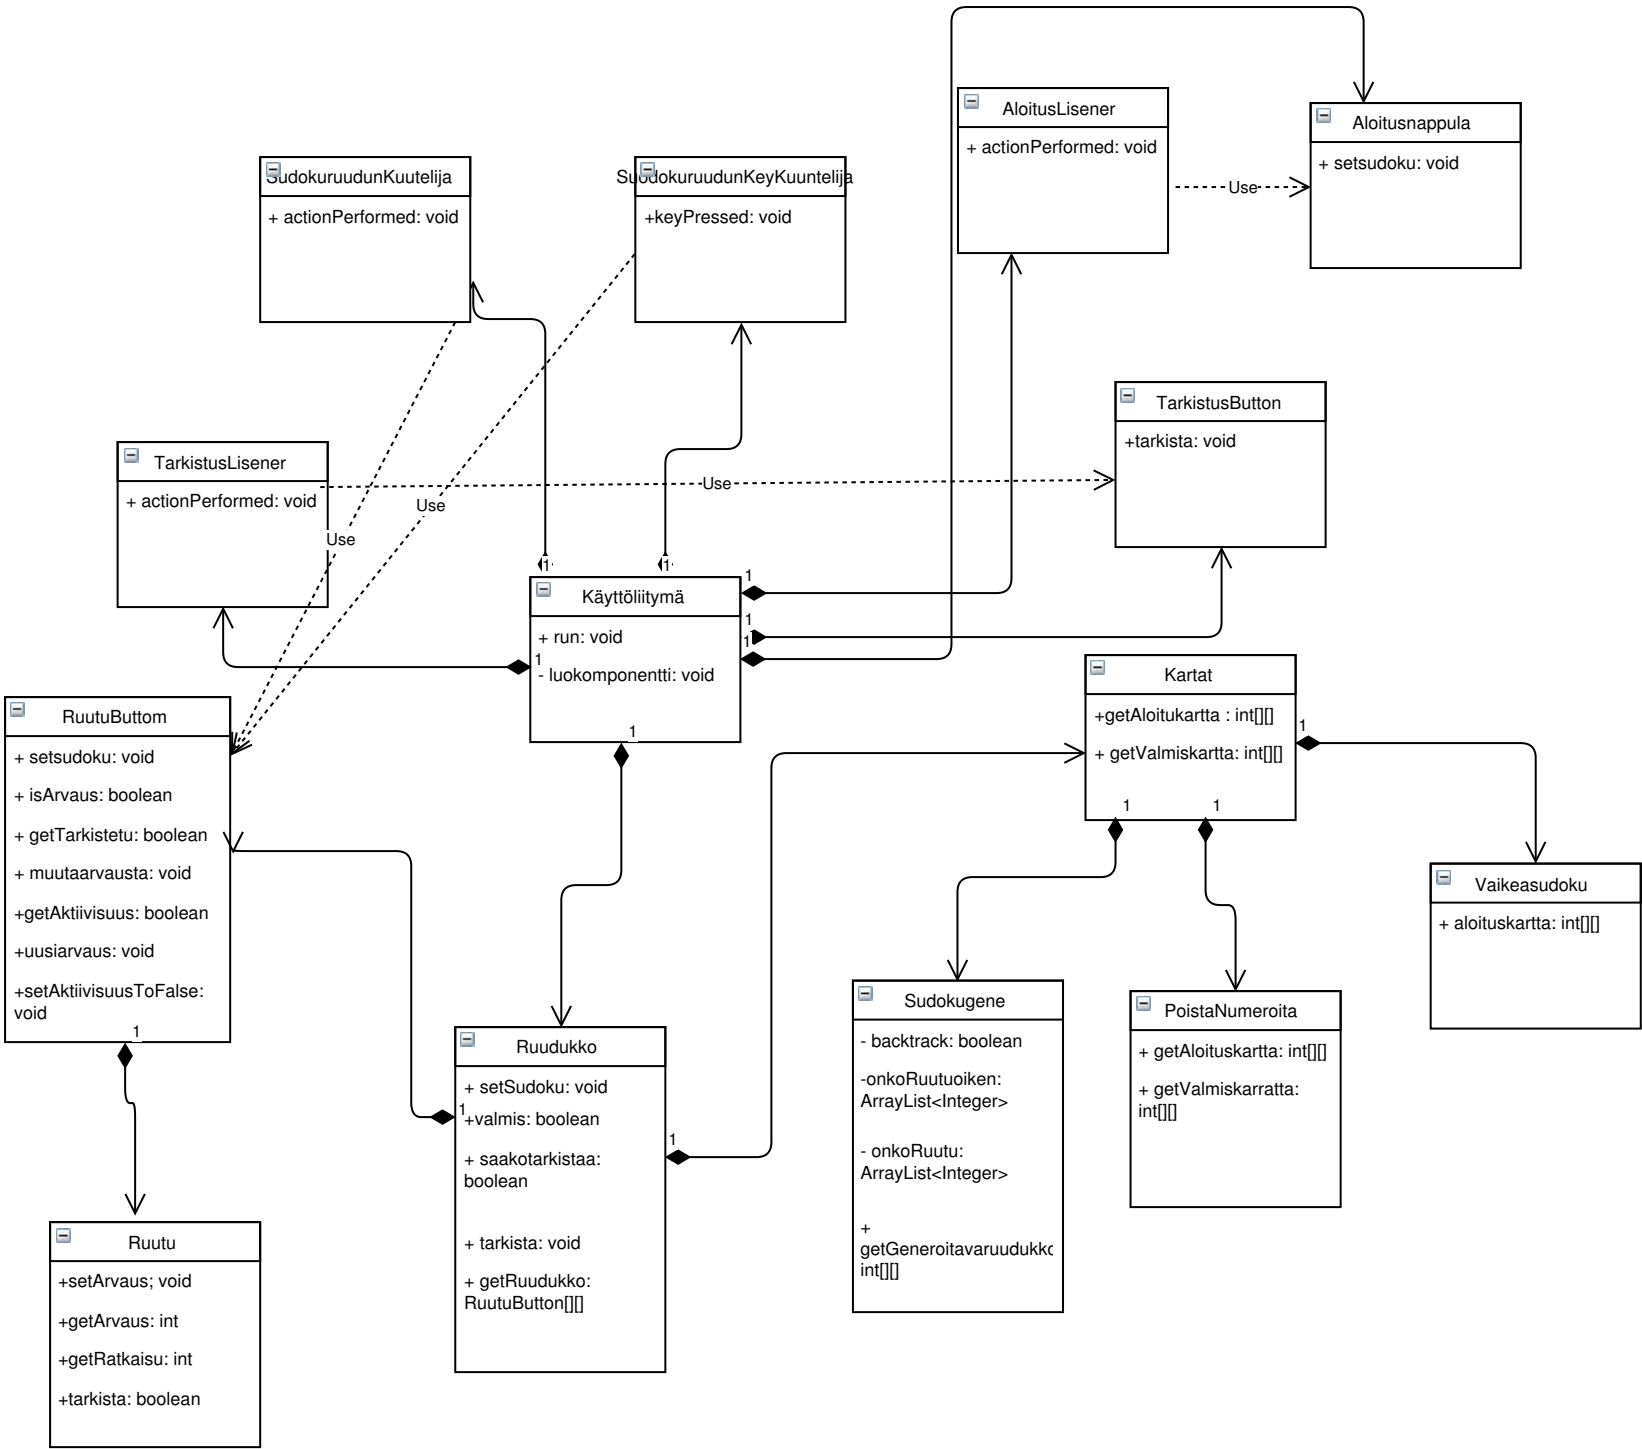 AloitusLisener
+ actionPerformed: void
Use
Aloitusnappula
+ setsudoku: void
SudokuruudunKuutelija
+ actionPerformed: void
SuodokuruudunKeyKuuntelija
+keyPressed: void
TarkistusButton
+tarkista: void
TarkistusLisener
+ actionPerformed: void
Use
Use
Use
1
1
1
1
1
1
Käyttöliitymä
+ run: void
- luokomponentti: void
1
RuutuButtom
+ setsudoku: void
+ isArvaus: boolean
+ getTarkistetu: boolean
+ muutaarvausta: void
+getAktiivisuus: boolean
+uusiarvaus: void
+setAktiivisuusToFalse:
void
1
Kartat
+getAloitukartta : int[][]
+ getValmiskartta: int[][]
1
1
1
Vaikeasudoku
+ aloituskartta: int[][]
Sudokugene
- backtrack: boolean
-onkoRuutuoiken:
ArrayList<Integer>
- onkoRuutu:
ArrayList<Integer>
+
getGeneroitavaruudukko
int[][]
PoistaNumeroita
+ getAloituskartta: int[][]
+ getValmiskarratta:
int[][]
Ruudukko
+ setSudoku: void
1
+valmis: boolean
+ saakotarkistaa:
boolean
1
+ tarkista: void
+ getRuudukko:
RuutuButton[][]
Ruutu
+setArvaus; void
+getArvaus: int
+getRatkaisu: int
+tarkista: boolean